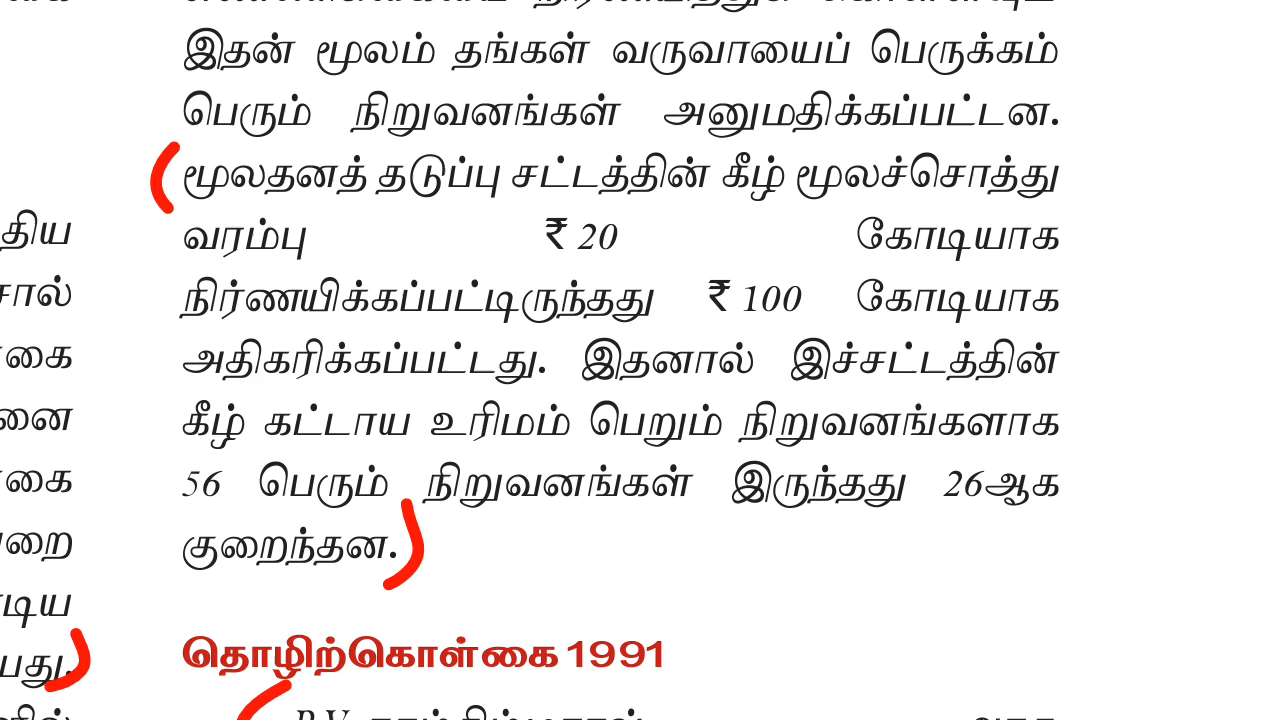 இதன் மூலம் தங்கள் வருவாயைப் பெருக்கம்
பெரும் நிறுவனங்கள் அனுமதிக்கப்பட்டன.
மூலதனத் தடுப்பு சட்டத்தின் கீழ் மூலச்சொத்து
வரம்பு ₹ 20 கோடியாக
நிர்ணயிக்கப்பட்டிருந்தது ₹ 100 கோடியாக
அதிகரிக்கப்பட்டது. இதனால் இச்சட்டத்தின்
கீழ் கட்டாய உரிமம் பெறும் நிறுவனங்களாக
56 பெரும் நிறுவனங்கள் இருந்தது 26ஆக
குறைந்தன.
தொழிற்கொள்கை 1991